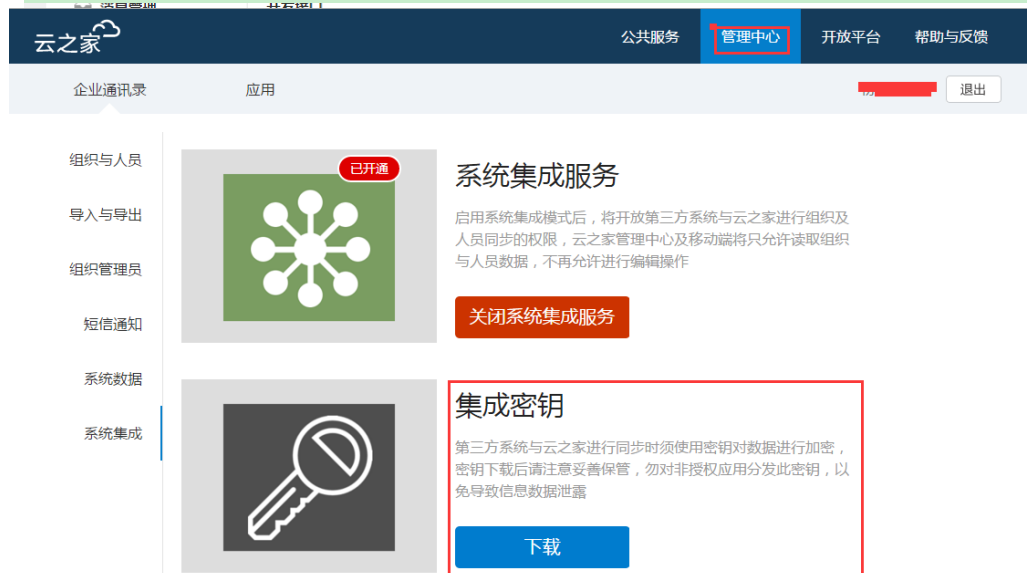 消息管理
开发接口
云之家
公共服务
管理中心
开放平台
帮助与反馈
企业通讯录
应用
退出
组织与人员
导入与导出
组织管理员
短信通知
系统数据
系统集成
已开通
系统集成服务
启用系统集成模式后，将开放第三方系统与云之家进行组织及
人员同步的权限，云之家管理中心及移动端将只允许读取组织
与人员数据，不再允许进行编辑操作
关闭系统集成服务
集成密钥
第三方系统与云之家进行同步时须使用密钥对数据进行加密，
密钥下载后请注意妥善保管，勿对非授权应用分发此密钥，以
免导致信息数据泄露
下载